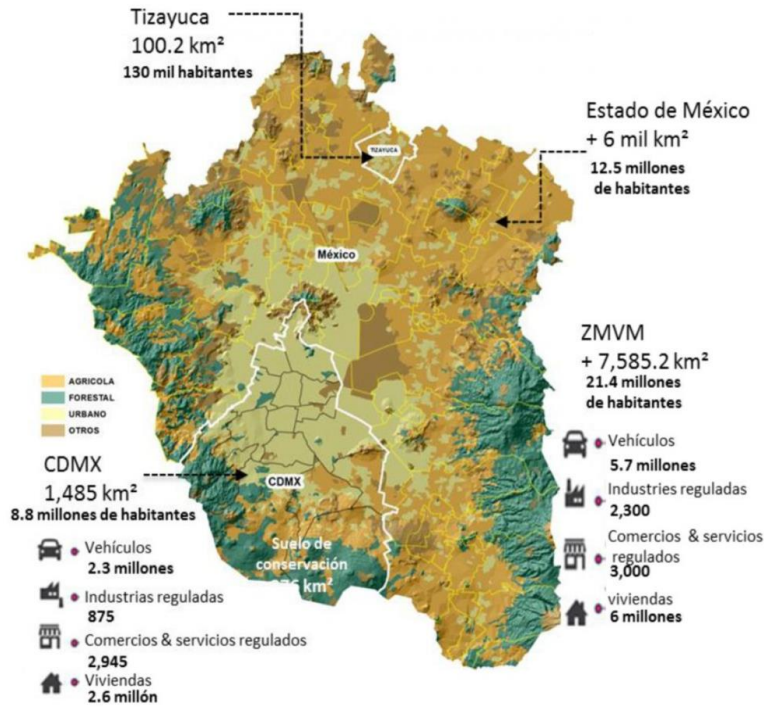 Tizayuca
100.2 km²
130 mil habitantes
Estado de México
+ 6 mil km²
12.5 millones
de habitantes
TIZAYUCA
México
ZMVM
+ 7,585.2 km²
21.4 millones
de habitantes
Vehículos
5.7 millones
Industries reguladas
2,300
Comercios & servicios
regulados
3,000
viviendas
6 millones
AGRICOLA
FORESTAL
URBANO
OTROS
CDMX
1,485 km²
8.8 millones de habitantes
Vehículos
2.3 millones
Industrias reguladas
875
Comercios & servicios regulados
2,945
Viviendas
2.6 millón
CDMX
Suelo de
conservación
km²